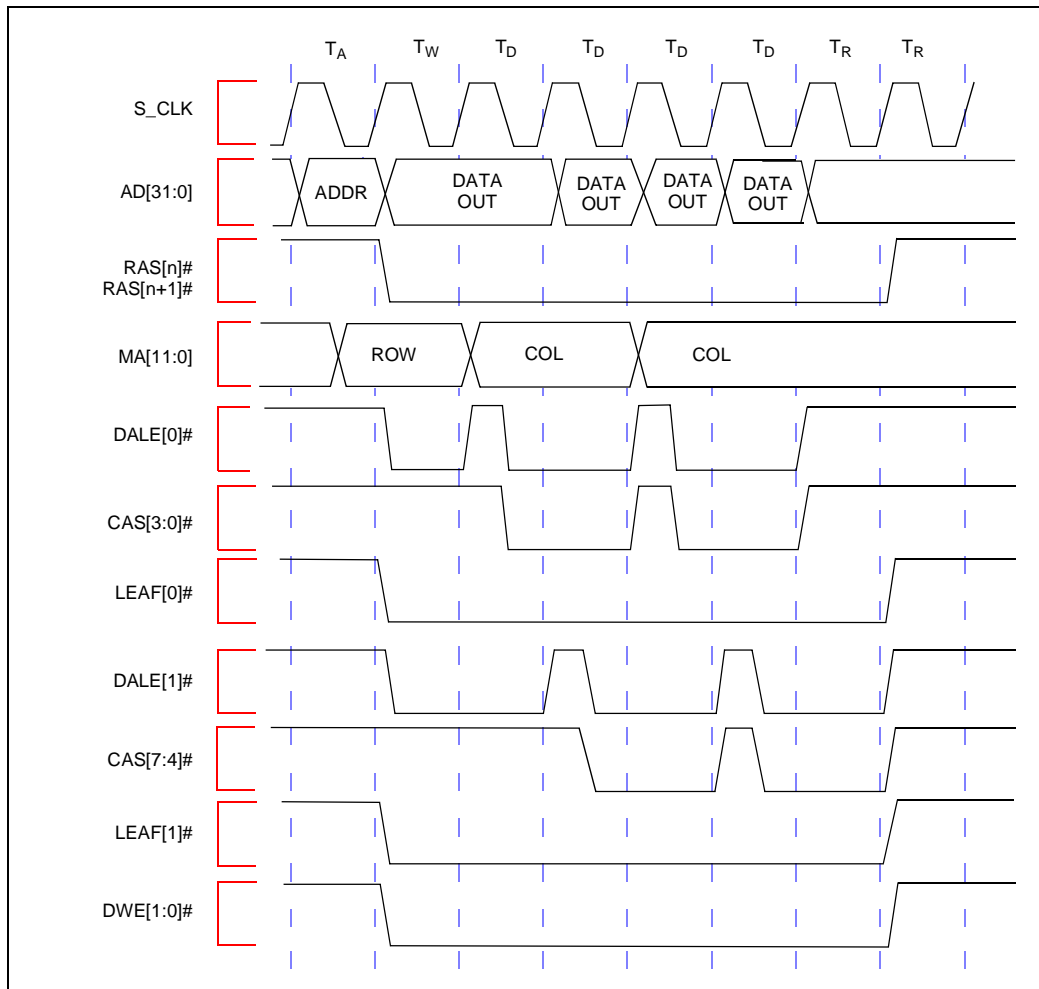 TA TW TD TD TD TD TR TR
S_CLK
AD[31:0]
ADDR
DATA
OUT
DATA
OUT
DATA
OUT
DATA
OUT
RAS[n]#
RAS[n+1]#
MA[11:0]
ROW
COL
COL
DALE[0]#
CAS[3:0]#
LEAF[0]#
DALE[1]#
CAS[7:4]#
LEAF[1]#
DWE[1:0]#